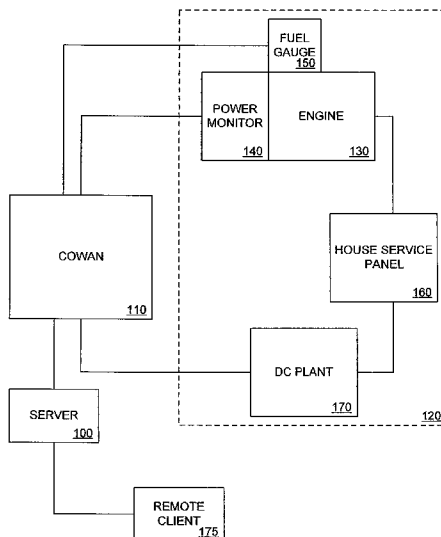 FUEL
GAUGE
150
POWER
MONITOR
140
ENGINE
130
COWAN
110
HOUSE SERVICE
PANEL
160
DC PLANT
170
120
SERVER
100
REMOTE
CLIENT
175